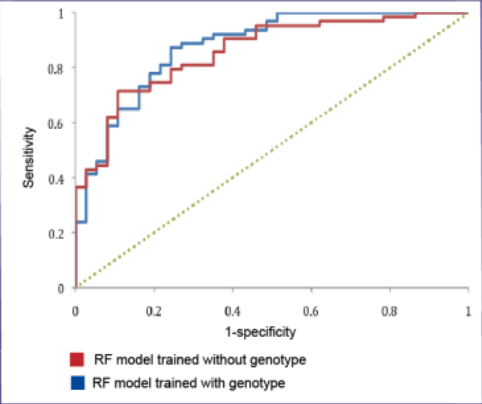 1
0.8
0.6
0.4
0.2
0
Sensitivity
0 0.2 0.4 0.6 0.8 1
1-specificity
RF model trained without genotype
RF model trained with genotype